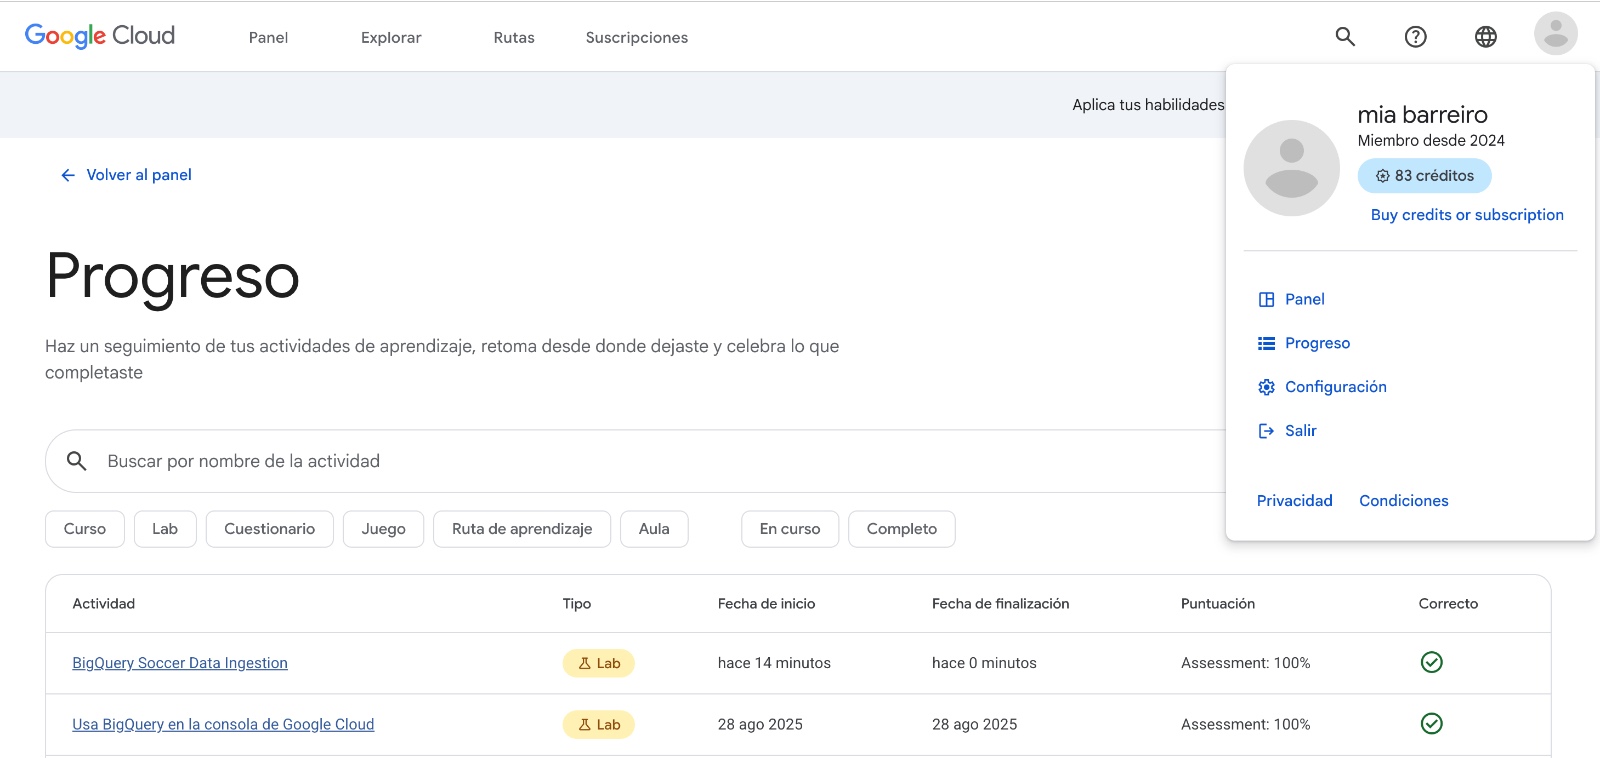 Google Cloud Panel Explorar Rutas Suscripciones
Aplica tus habilidades
mia barreiro
Miembro desde 2024
83 créditos
Buy credits or subscription
Panel
Progreso
Configuración
Salir
Privacidad Condiciones
Volver al panel
Progreso
Haz un seguimiento de tus actividades de aprendizaje, retoma desde donde dejaste y celebra lo que
completaste
Buscar por nombre de la actividad
Curso Lab Cuestionario Juego Ruta de aprendizaje Aula En curso Completo
Actividad Tipo Fecha de inicio Fecha de finalización Puntuación Correcto
BigQuery Soccer Data Ingestion Lab hace 14 minutos hace 0 minutos Assessment: 100%
Usa BigQuery en la consola de Google Cloud Lab 28 ago 2025 28 ago 2025 Assessment: 100%